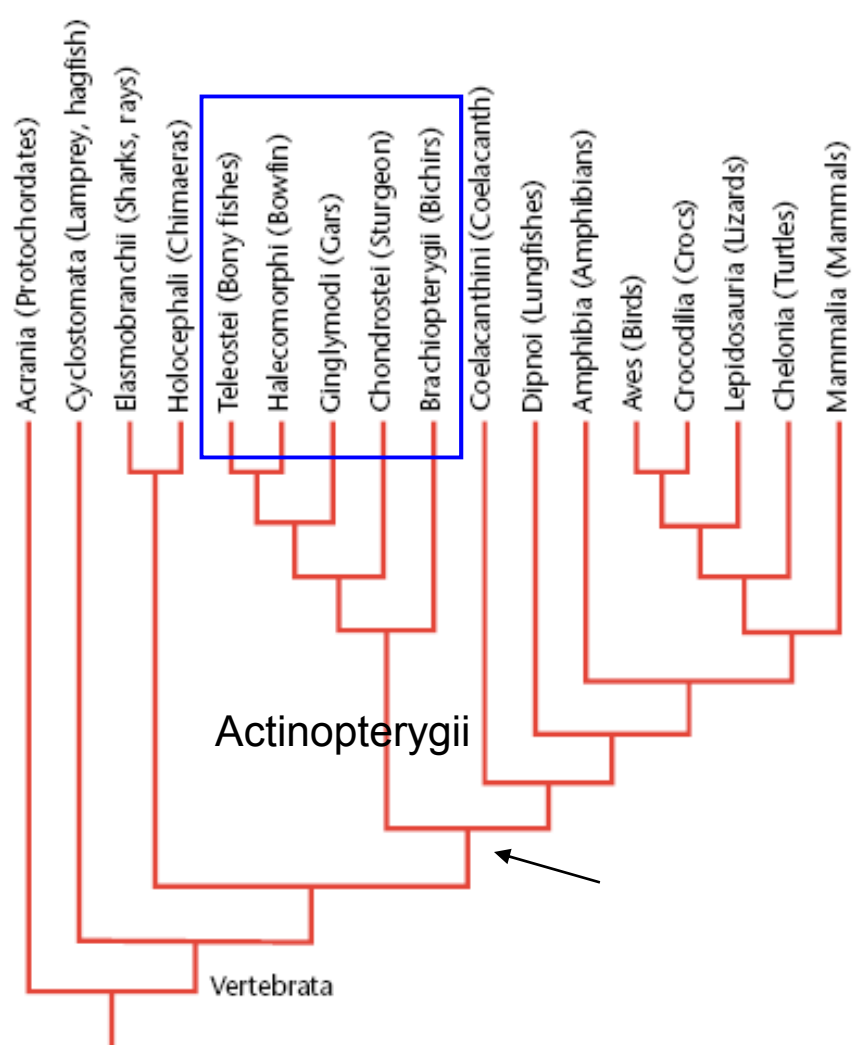 Acrania (Protochordates)
Cyclostomata (Lamprey, hagfish)
Elasmobranchii (Sharks, rays)
Holocephali (Chimaeras)
Teleostei (Bony fishes)
Halecomorphi (Bowfin)
Ginglymodi (Gars)
Chondrostei (Sturgeon)
Brachiopterygii (Bichirs)
Coelacanthini (Coelacanth)
Dipnoi (Lungfishes)
Amphibia (Amphibians)
Aves (Birds)
Crocodilia (Crocs)
Lepidosauria (Lizards)
Chelonia (Turtles)
Mammalia (Mammals)
Actinopterygii
Vertebrata